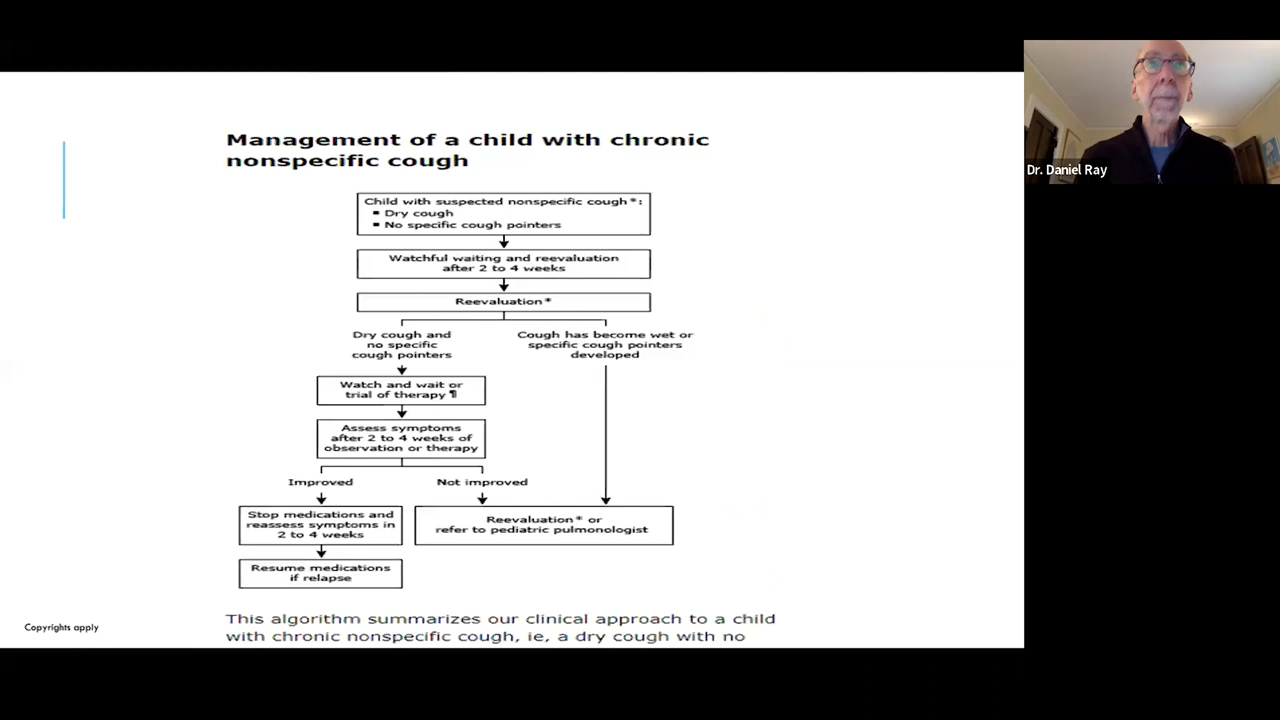 Management of a child with chronic
nonspecific cough
Child with suspected nonspecific cough*:
▪ Dry cough
▪ No specific cough pointers
Watchful waiting and reevaluation
after 2 to 4 weeks
Reevaluation*
Dry cough and
no specific
cough pointers
Cough has become wet or
specific cough pointers
developed
Watch and wait or
trial of therapy ¶
Assess symptoms
after 2 to 4 weeks of
observation or therapy
Improved
Not improved
Stop medications and
reassess symptoms in
2 to 4 weeks
Reevaluation* or
refer to pediatric pulmonologist
Resume medications
if relapse
This algorithm summarizes our clinical approach to a child
with chronic nonspecific cough, ie, a dry cough with no
Copyrights apply
Dr. Daniel Ray